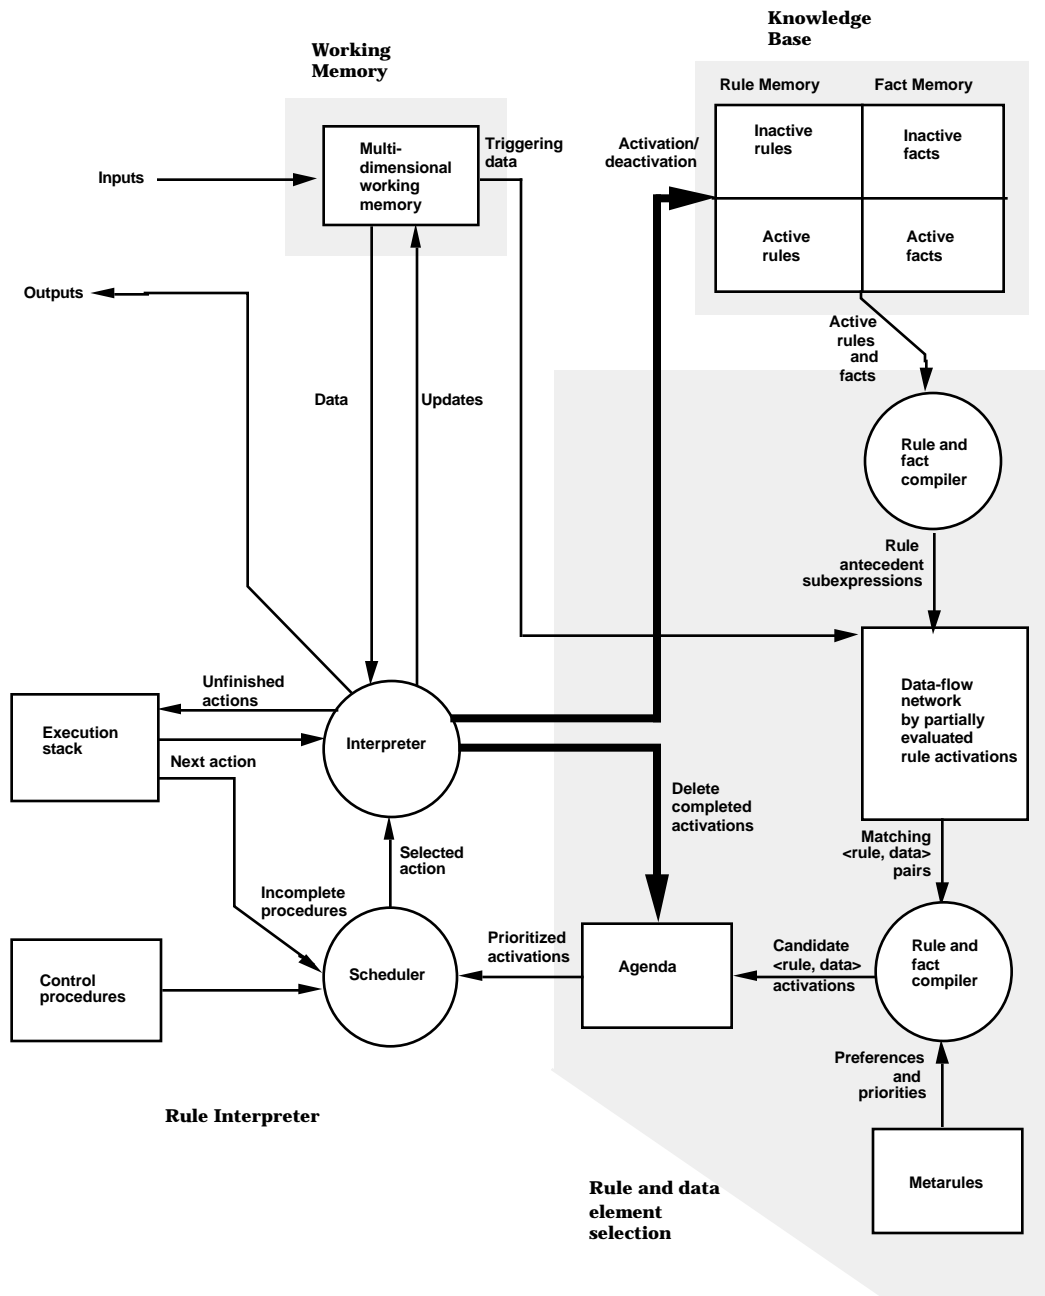 Knowledge
Base
Working
Memory
Rule Memory
Fact Memory
Inactive
rules
Inactive
facts
Active
rules
Active
facts
Multi-
dimensional
working
memory
Triggering
data
Activation/
deactivation
Inputs
Outputs
Active
rules
and
facts
Data
Updates
Rule and
fact
compiler
Rule
antecedent
subexpressions
Unfinished
actions
Execution
stack
Interpreter
Next action
Data-flow
network
by partially
evaluated
rule activations
Delete
completed
activations
Matching
<rule, data>
pairs
Selected
action
Incomplete
procedures
Prioritized
activations
Candidate
<rule, data>
activations
Rule and
fact
compiler
Control
procedures
Scheduler
Agenda
Preferences
and
priorities
Rule Interpreter
Metarules
Rule and data
element
selection